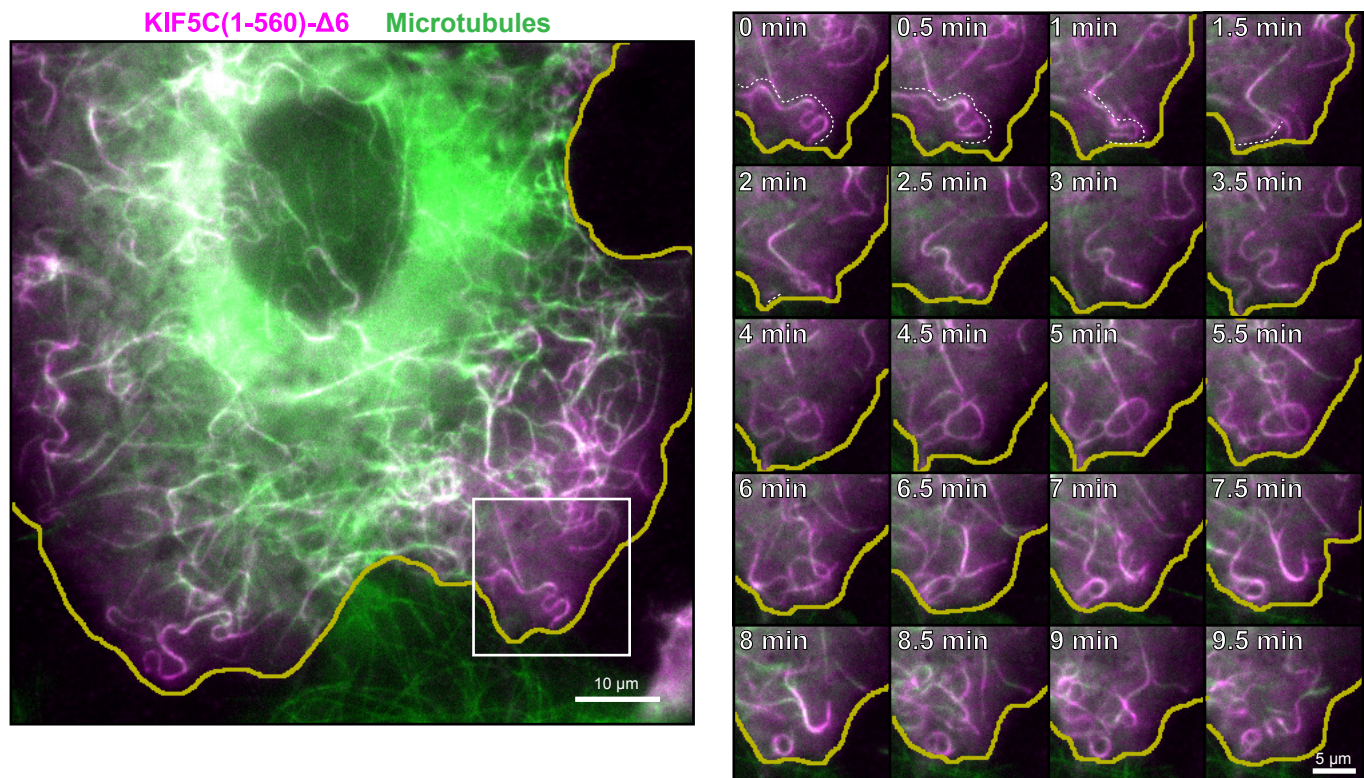 KIF5C(1-560)-Δ6 Microtubules
10 µm
0 min 0.5 min 1 min 1.5 min
2 min 2.5 min 3 min 3.5 min
4 min 4.5 min 5 min 5.5 min
6 min 6.5 min 7 min 7.5 min
8 min 8.5 min 9 min 9.5 min
5 µm